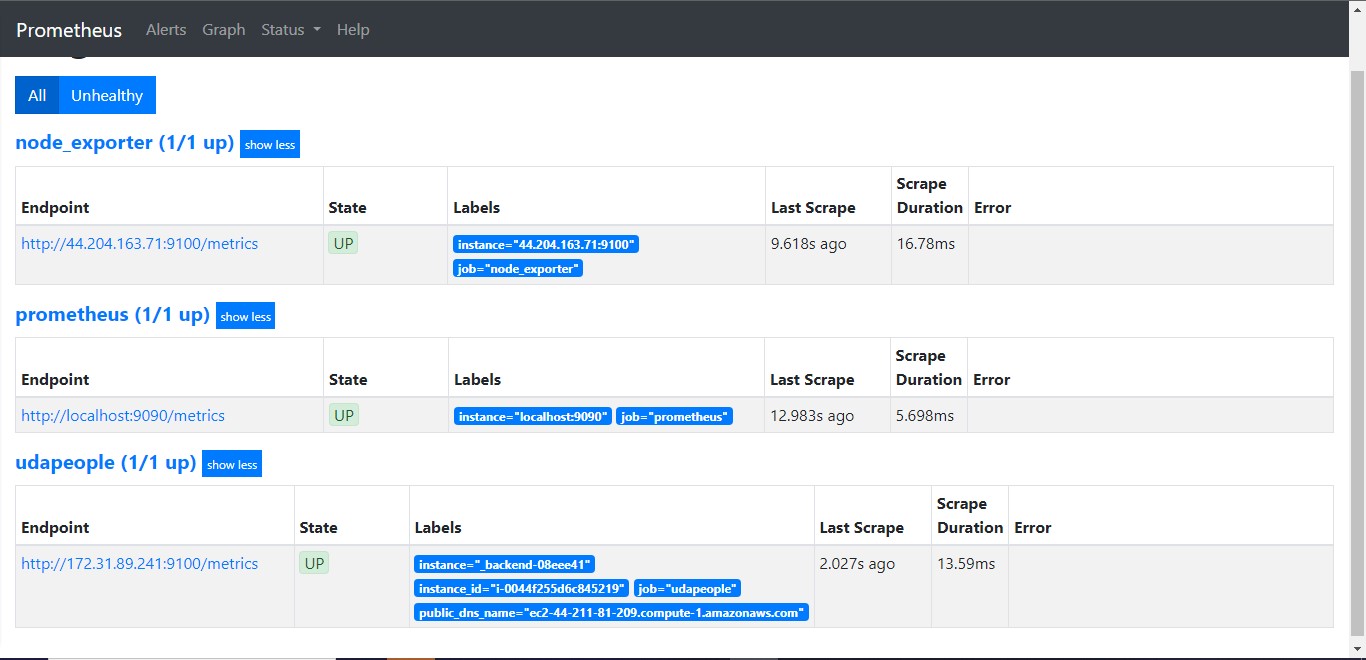 Prometheus Alerts Graph Status Help
All Unhealthy
node_exporter (1/1 up) show less
Endpoint State Labels Last Scrape Scrape Duration Error
http://44.204.163.71:9100/metrics UP instance="44.204.163.71:9100" 9.618s ago 16.78ms
job="node_exporter"
prometheus (1/1 up) show less
Endpoint State Labels Last Scrape Scrape Duration Error
http://localhost:9090/metrics UP instance="localhost:9090" job="prometheus" 12.983s ago 5.698ms
udapeople (1/1 up) show less
Endpoint State Labels Last Scrape Scrape Duration Error
http://172.31.89.241:9100/metrics UP instance="_backend-08eee41" 2.027s ago 13.59ms
instance_id="i-0044f255d6c845219" job="udapeople"
public_dns_name="ec2-44-211-81-209.compute-1.amazonaws.com"